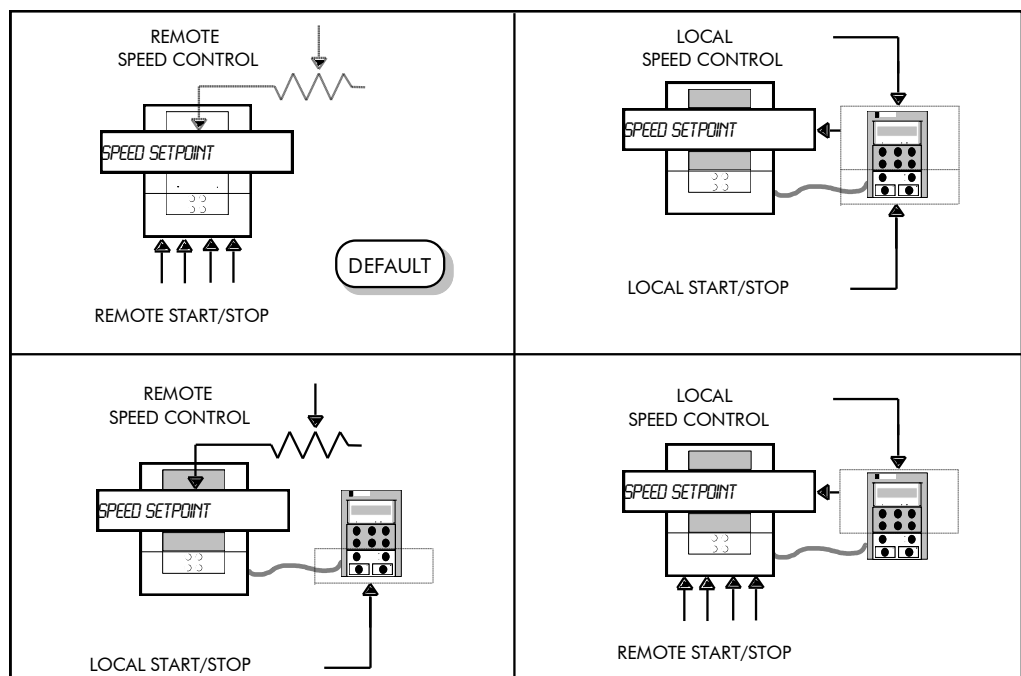 REMOTE
SPEED CONTROL
SPEED SETPOINT
DEFAULT
REMOTE START/STOP
LOCAL
SPEED CONTROL
SPEED SETPOINT
LOCAL START/STOP
REMOTE
SPEED CONTROL
SPEED SETPOINT
LOCAL START/STOP
LOCAL
SPEED CONTROL
SPEED SETPOINT
REMOTE START/STOP